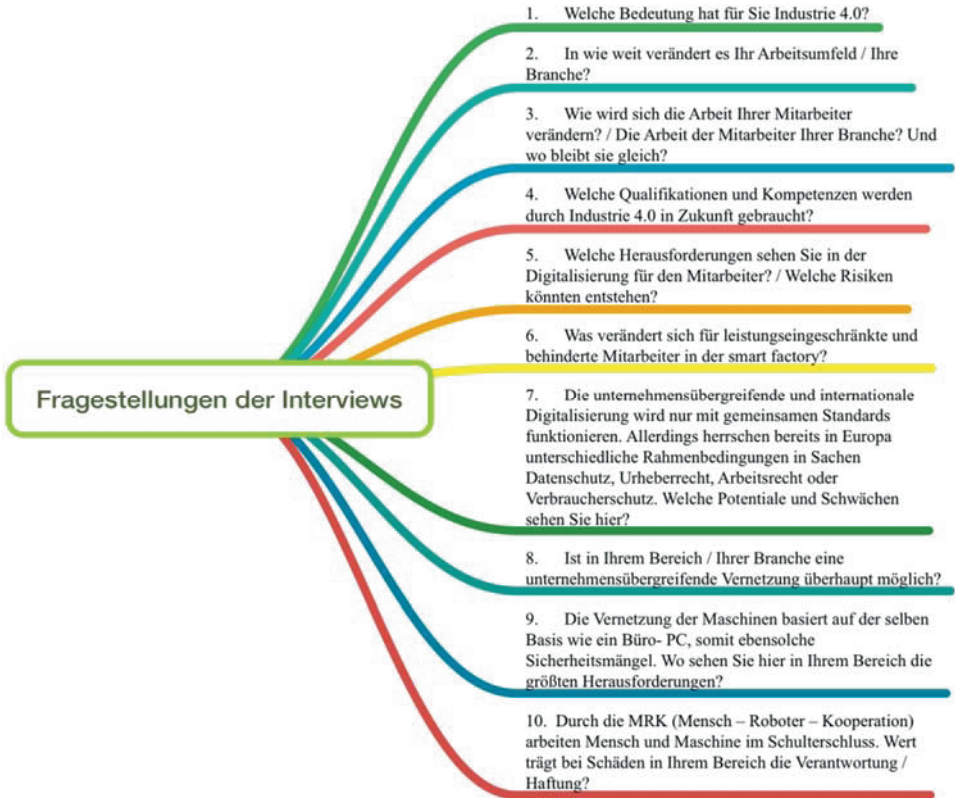 1. Welche Bedeutung hat für Sie Industrie 4.0?
2. In wie weit verändert es Ihr Arbeitsumfeld / Ihre
Branche?
3. Wie wird sich die Arbeit Ihrer Mitarbeiter
verändern? / Die Arbeit der Mitarbeiter Ihrer Branche? Und
wo bleibt sie gleich?
4. Welche Qualifikationen und Kompetenzen werden
durch Industrie 4.0 in Zukunft gebraucht?
5. Welche Herausforderungen sehen Sie in der
Digitalisierung für den Mitarbeiter? / Welche Risiken
könnten entstehen?
6. Was verändert sich für leistungseingeschränkte und
behinderte Mitarbeiter in der smart factory?
Fragestellungen der Interviews
7. Die unternehmensübergreifende und internationale
Digitalisierung wird nur mit gemeinsamen Standards
funktionieren. Allerdings herrschen bereits in Europa
unterschiedliche Rahmenbedingungen in Sachen
Datenschutz, Urheberrecht, Arbeitsrecht oder
Verbraucherschutz. Welche Potentiale und Schwächen
sehen Sie hier?
8. Ist in Ihrem Bereich / Ihrer Branche eine
unternehmensübergreifende Vernetzung überhaupt möglich?
9. Die Vernetzung der Maschinen basiert auf der selben
Basis wie ein Büro- PC, somit ebensolche
Sicherheitsmängel. Wo sehen Sie hier in Ihrem Bereich die
größten Herausforderungen?
10. Durch die MRK (Mensch – Roboter – Kooperation)
arbeiten Mensch und Maschine im Schulterschluss. Wert
trägt bei Schäden in Ihrem Bereich die Verantwortung /
Haftung?